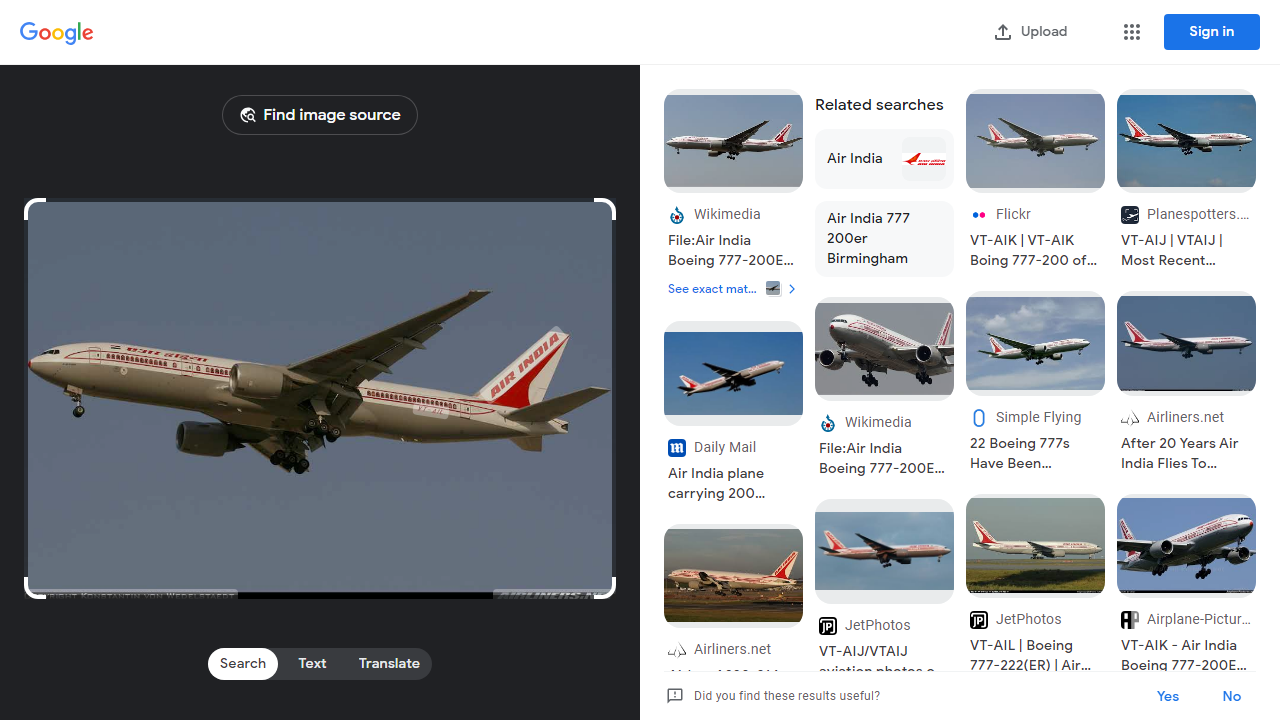 Google
Upload
Sign in
Find image source
AIR INDIA
Search
Text
Translate
Wikimedia
File:Air India
Boeing 777-200E...
See exact mat...
Daily Mail
Air India plane
carrying 200...
Airliners.net
Related searches
Air India
Air India 777
200er
Birmingham
Wikimedia
File:Air India
Boeing 777-200E...
JetPhotos
VT-AIJ/VTAIJ
aviation photos o
Flickr
VT-AIK | VT-AIK
Boing 777-200 of...
Simple Flying
22 Boeing 777s
Have Been...
JetPhotos
VT-AIL | Boeing
777-222(ER) | Air...
Planespotters....
VT-AIJ | VTAIJ |
Most Recent...
Airliners.net
After 20 Years Air
India Flies To...
Airplane-Pictur...
VT-AIK - Air India
Boeing 777-200E...
Did you find these results useful?
Yes
No